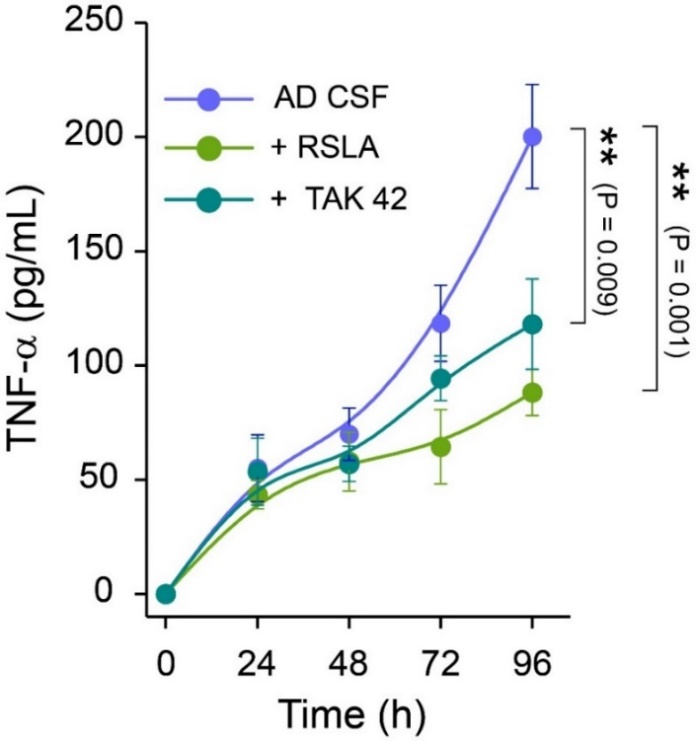 250
200
150
100
50
0
TNF-α (pg/mL)
AD CSF
+ RSLA
+ TAK 42
** (P = 0.009)
** (P = 0.001)
0 24 48 72 96
Time (h)